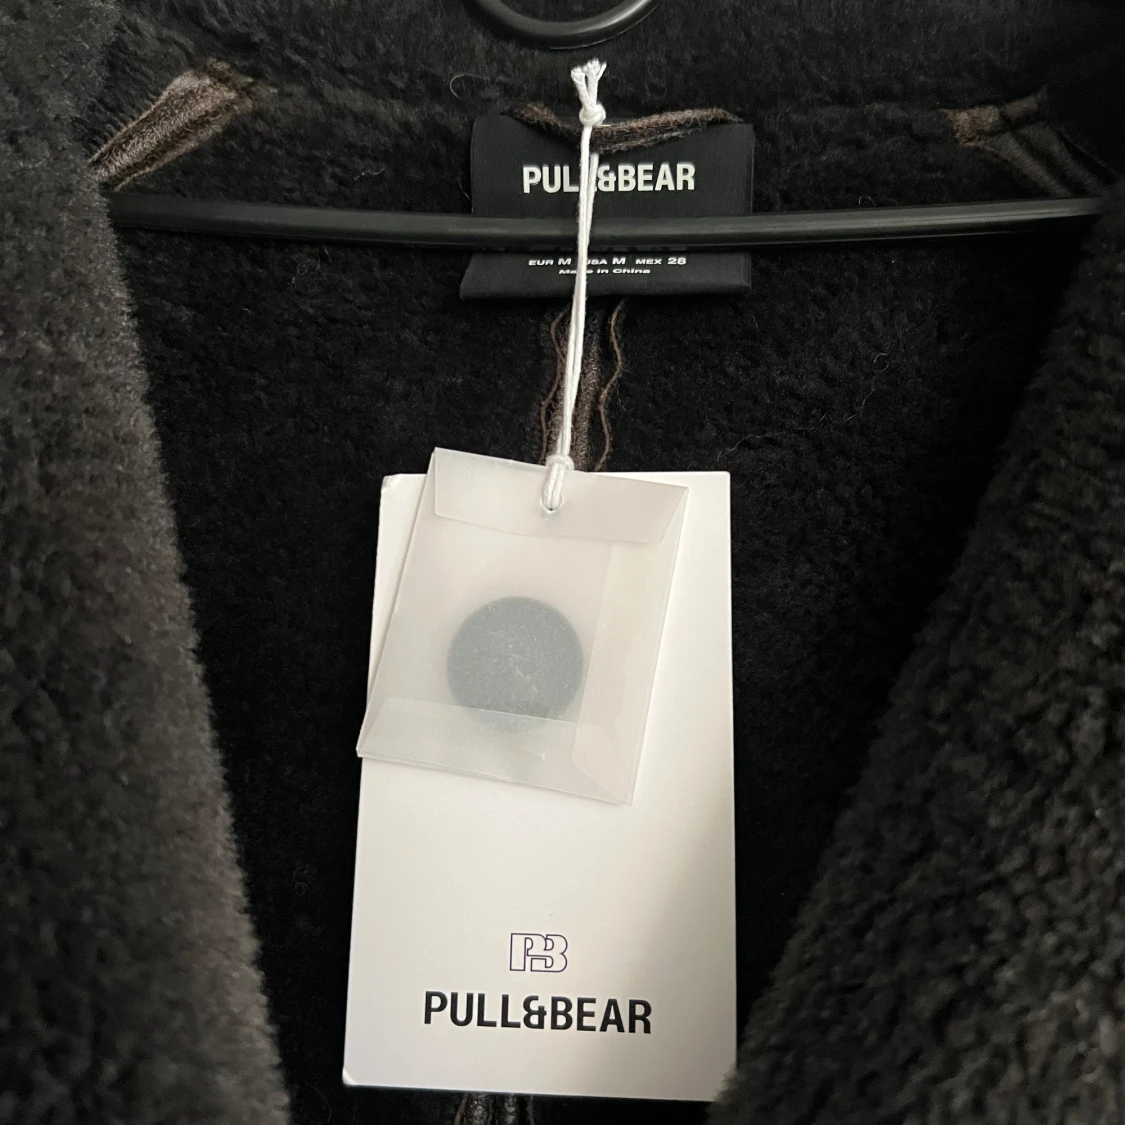 PULL&BEAR
EUR M USA M MEX 28
Made in China
PB
PULL&BEAR